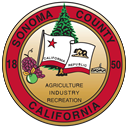 SONOMA COUNTY
18 50
CALIFORNIA REPUBLIC
AGRICULTURE
INDUSTRY
RECREATION
CALIFORNIA